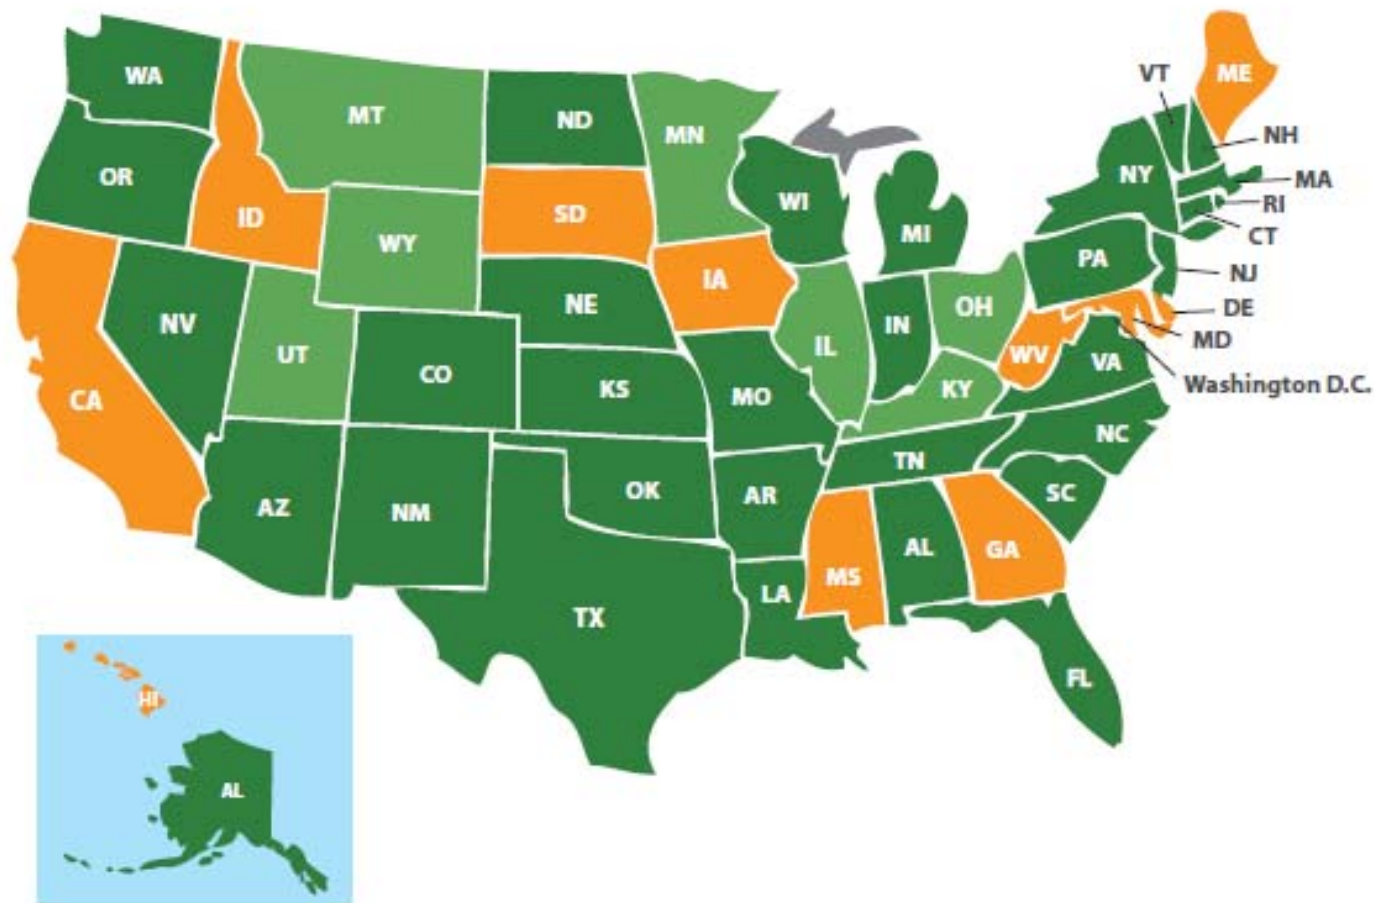 WA
MT
ND
MN
VT
ME
NH
OR
ID
SD
WI
MI
NY
MA
RI
CT
WY
IA
PA
NJ
NV
UT
NE
IL
IN
OH
DE
MD
WV
VA
Washington D.C.
CA
CO
KS
MO
KY
NC
AZ
NM
OK
AR
TN
SC
MS
AL
GA
LA
TX
FL
HI
AL